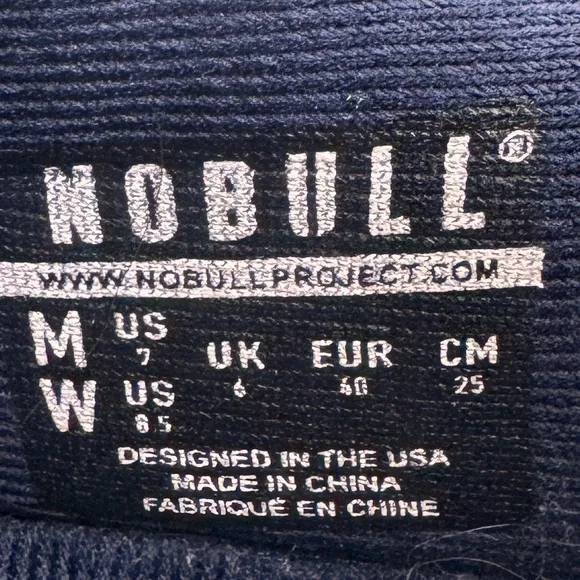 NOBULL®
WWW.NOBULLPROJECT.COM
M US 7 UK 6 EUR 40 CM 25
W US 8.5
DESIGNED IN THE USA
MADE IN CHINA
FABRIQUÉ EN CHINE